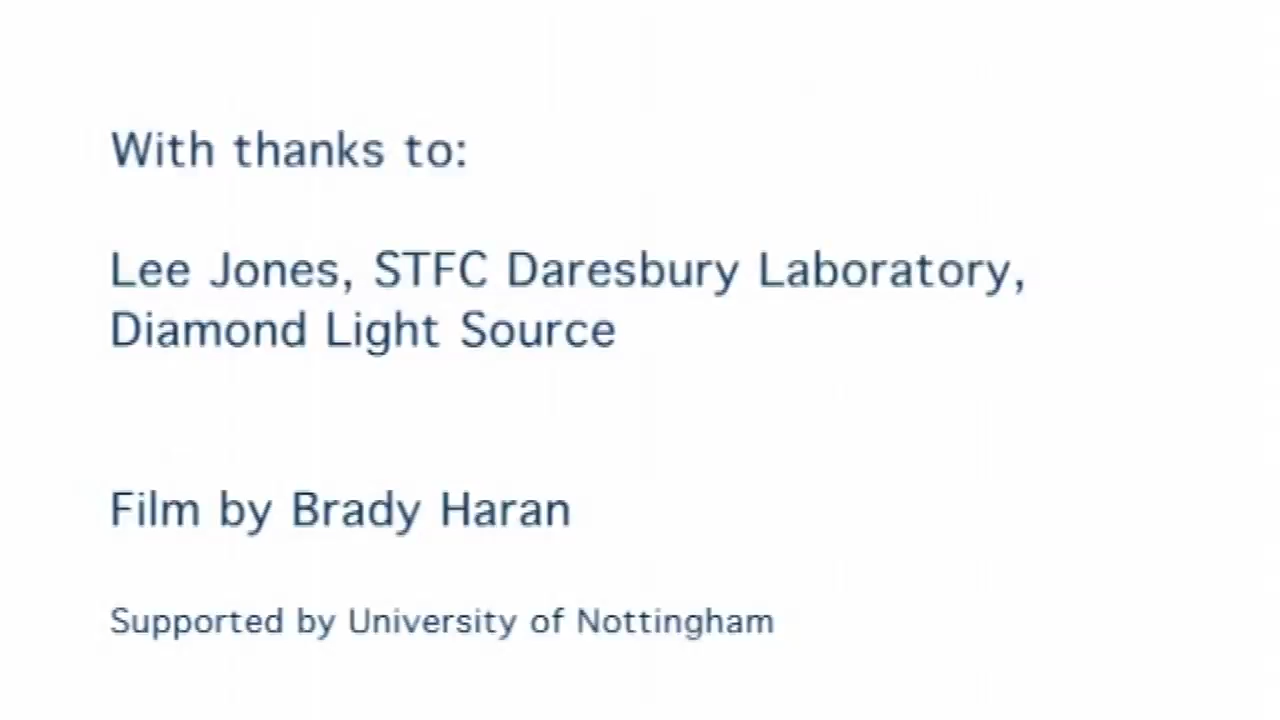 With thanks to:
Lee Jones, STFC Daresbury Laboratory,
Diamond Light Source
Film by Brady Haran
Supported by University of Nottingham